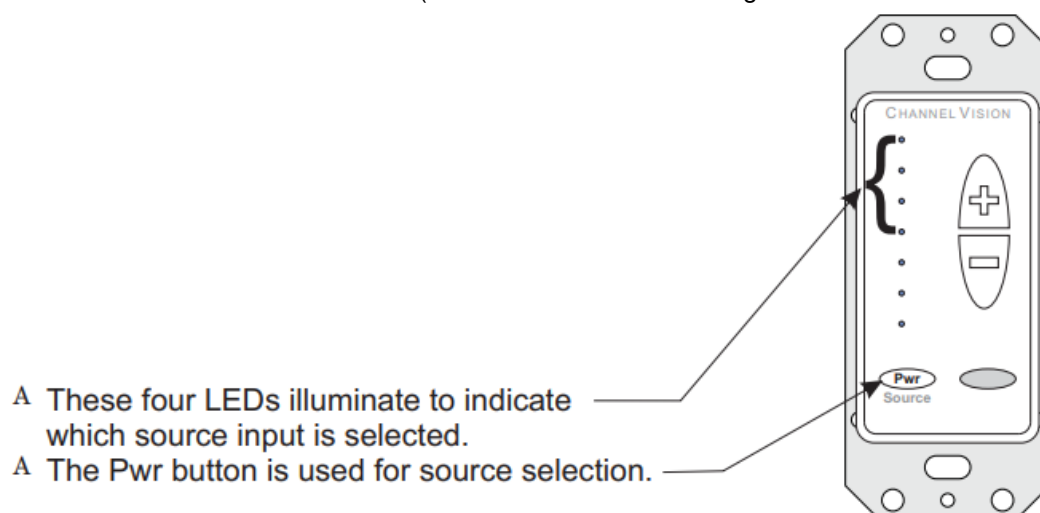 CHANNEL VISION
Pwr
Source
A These four LEDs illuminate to indicate
which source input is selected.
A The Pwr button is used for source selection.